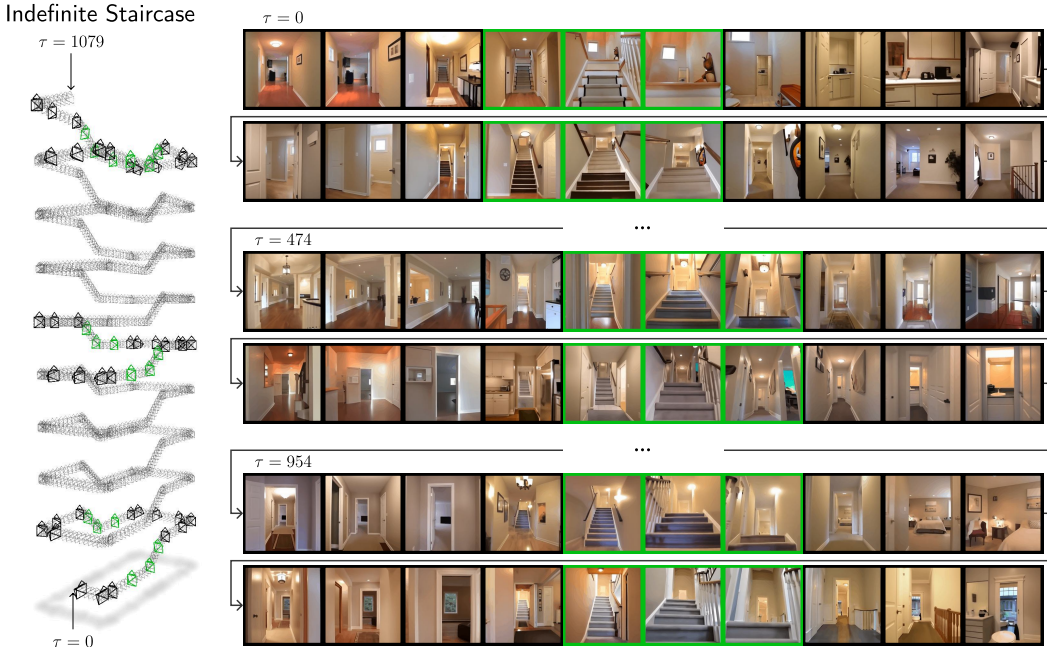 Indefinite Staircase
τ = 1079
τ = 0
τ = 0
...
τ = 474
...
τ = 954